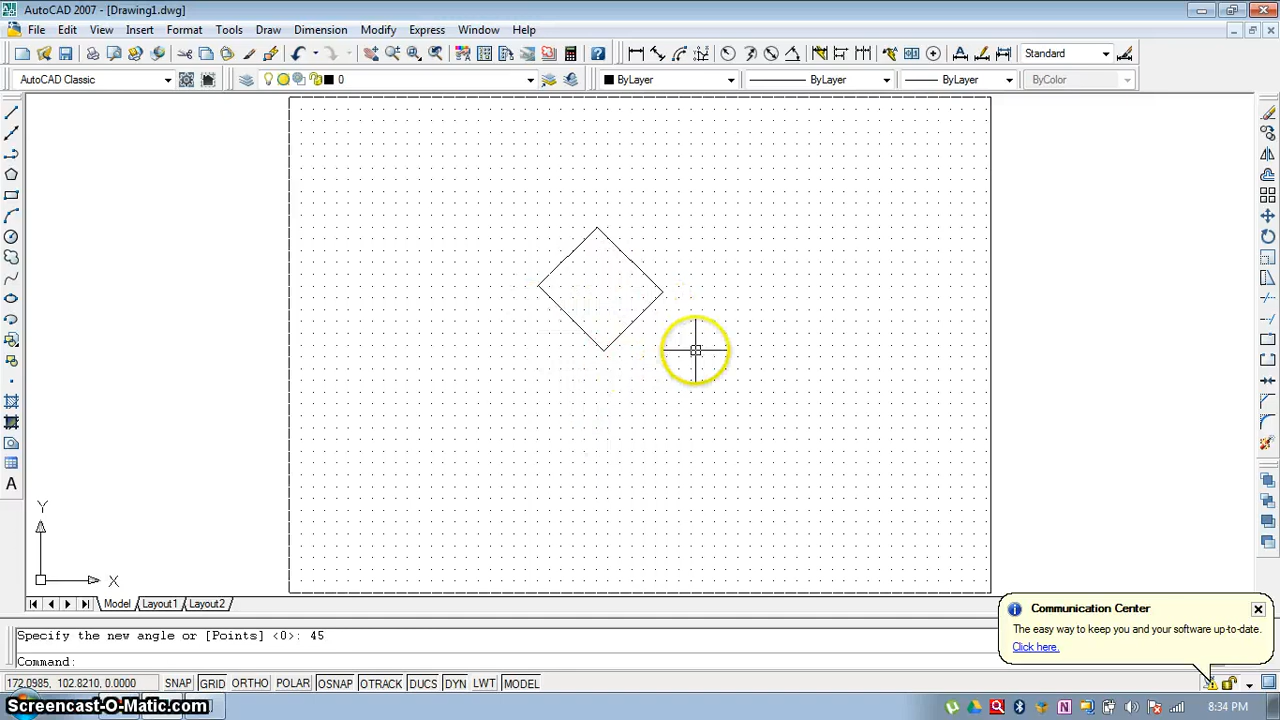 AutoCAD 2007 - [Drawing1.dwg]
File Edit View Insert Format Tools Draw Dimension Modify Express Window Help
Standard
AutoCAD Classic 0 ByLayer ByLayer ByLayer ByColor
Y
X
Model Layout1 Layout2
Specify the new angle or [Points] <0>: 45
Command:
Communication Center
The easy way to keep you and your software up-to-date.
Click here.
172.0985, 102.8210, 0.0000 SNAP GRID ORTHO POLAR OSNAP OTRACK DUCS DYN LWT MODEL
Screencast-O-Matic.com 8:34 PM